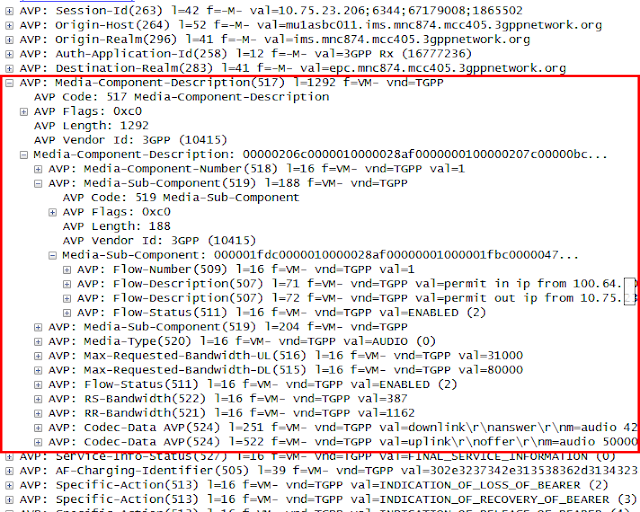 AVP: Session-Id(263) l=42 f=-M- val=10.75.23.206;6344;67179008;1865502
AVP: Origin-Host(264) l=52 f=-M- val=mu1asbc011.ims.mnc874.mcc405.3gppnetwork.org
AVP: Origin-Realm(296) l=41 f=-M- val=ims.mnc874.mcc405.3gppnetwork.org
AVP: Auth-Application-Id(258) l=12 f=-M- val=3GPP Rx (16777236)
AVP: Destination-Realm(283) l=41 f=-M- val=epc.mnc874.mcc405.3gppnetwork.org
AVP: Media-Component-Description(517) l=1292 f=VM- vnd=TGPP
AVP Code: 517 Media-Component-Description
AVP Flags: 0xc0
AVP Length: 1292
AVP Vendor Id: 3GPP (10415)
Media-Component-Description: 00000206c0000010000028af0000000100000207c00000bc...
AVP: Media-Component-Number(518) l=16 f=VM- vnd=TGPP val=1
AVP: Media-Sub-Component(519) l=188 f=VM- vnd=TGPP
AVP Code: 519 Media-Sub-Component
AVP Flags: 0xc0
AVP Length: 188
AVP Vendor Id: 3GPP (10415)
Media-Sub-Component: 000001fdc0000010000028af00000001000001fbc0000047...
AVP: Flow-Number(509) l=16 f=VM- vnd=TGPP val=1
AVP: Flow-Description(507) l=71 f=VM- vnd=TGPP val=permit in ip from 100.64.
AVP: Flow-Description(507) l=72 f=VM- vnd=TGPP val=permit out ip from 10.75.
AVP: Flow-Status(511) l=16 f=VM- vnd=TGPP val=ENABLED (2)
AVP: Media-Sub-Component(519) l=204 f=VM- vnd=TGPP
AVP: Media-Type(520) l=16 f=VM- vnd=TGPP val=AUDIO (0)
AVP: Max-Requested-Bandwidth-UL(516) l=16 f=VM- vnd=TGPP val=31000
AVP: Max-Requested-Bandwidth-DL(515) l=16 f=VM- vnd=TGPP val=80000
AVP: Flow-Status(511) l=16 f=VM- vnd=TGPP val=ENABLED (2)
AVP: RS-Bandwidth(522) l=16 f=VM- vnd=TGPP val=387
AVP: RR-Bandwidth(521) l=16 f=VM- vnd=TGPP val=1162
AVP: Codec-Data AVP(524) l=251 f=VM- vnd=TGPP val=downlink\r\nanswer\r\nm=audio 42
AVP: Codec-Data AVP(524) l=522 f=VM- vnd=TGPP val=uplink\r\noffer\r\nm=audio 50000
AVP: Service-Info-Status(527) l=16 f=VM- vnd=TGPP val=FINAL_SERVICE_INFORMATION (0)
AVP: AF-Charging-Identifier(505) l=39 f=VM- vnd=TGPP val=302e3237342e313538362d3134323
AVP: Specific-Action(513) l=16 f=VM- vnd=TGPP val=INDICATION_OF_LOSS_OF_BEARER (2)
AVP: Specific-Action(513) l=16 f=VM- vnd=TGPP val=INDICATION_OF_RECOVERY_OF_BEARER (3)